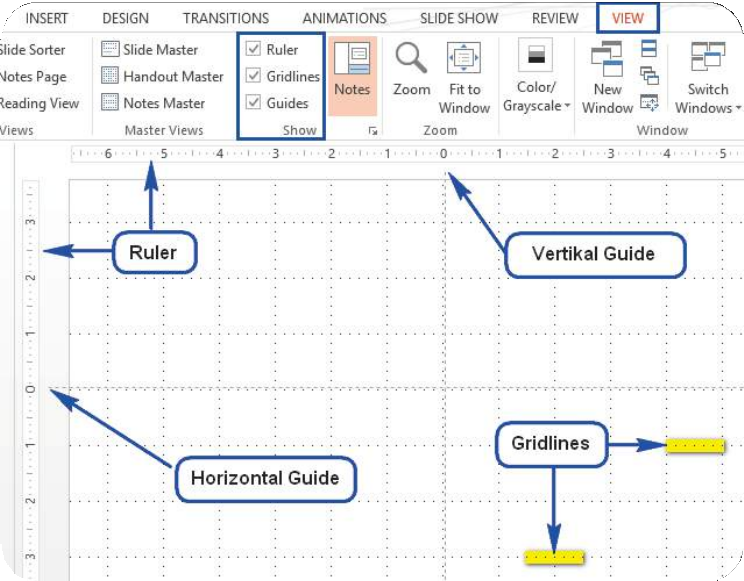 INSERT DESIGN TRANSITIONS ANIMATIONS SLIDE SHOW REVIEW VIEW
Slide Sorter
Notes Page
Reading View
Views
Slide Master
Handout Master
Notes Master
Master Views
Ruler
Gridlines
Guides
Show
Notes
Zoom
Fit to
Window
Zoom
Color/
Grayscale
New
Window
Switch
Windows
Window
6 5 4 3 2 1 0 1 2 3 4 5
3
2
1
0
1
2
3
Ruler
Vertikal Guide
Gridlines
Horizontal Guide